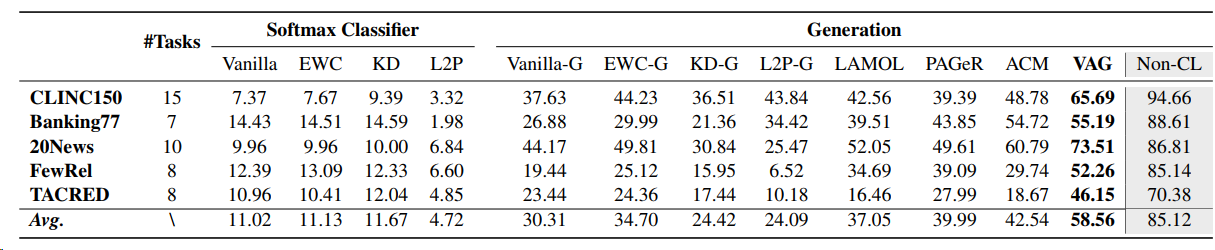 #Tasks Softmax Classifier Generation
Vanilla EWC KD L2P Vanilla-G EWC-G KD-G L2P-G LAMOL PAGeR ACM VAG Non-CL
CLINC150 15 7.37 7.67 9.39 3.32 37.63 44.23 36.51 43.84 42.56 39.39 48.78 65.69 94.66
Banking77 7 14.43 14.51 14.59 1.98 26.88 29.99 21.36 34.42 39.51 43.85 54.72 55.19 88.61
20News 10 9.96 9.96 10.00 6.84 44.17 49.81 30.84 25.47 52.05 49.61 60.79 73.51 86.81
FewRel 8 12.39 13.09 12.33 6.60 19.44 25.12 15.95 6.52 34.69 39.09 29.74 52.26 85.14
TACRED 8 10.96 10.41 12.04 4.85 23.44 24.36 17.44 10.18 16.46 27.99 18.67 46.15 70.38
Avg. \ 11.02 11.13 11.67 4.72 30.31 34.70 24.42 24.09 37.05 39.99 42.54 58.56 85.12